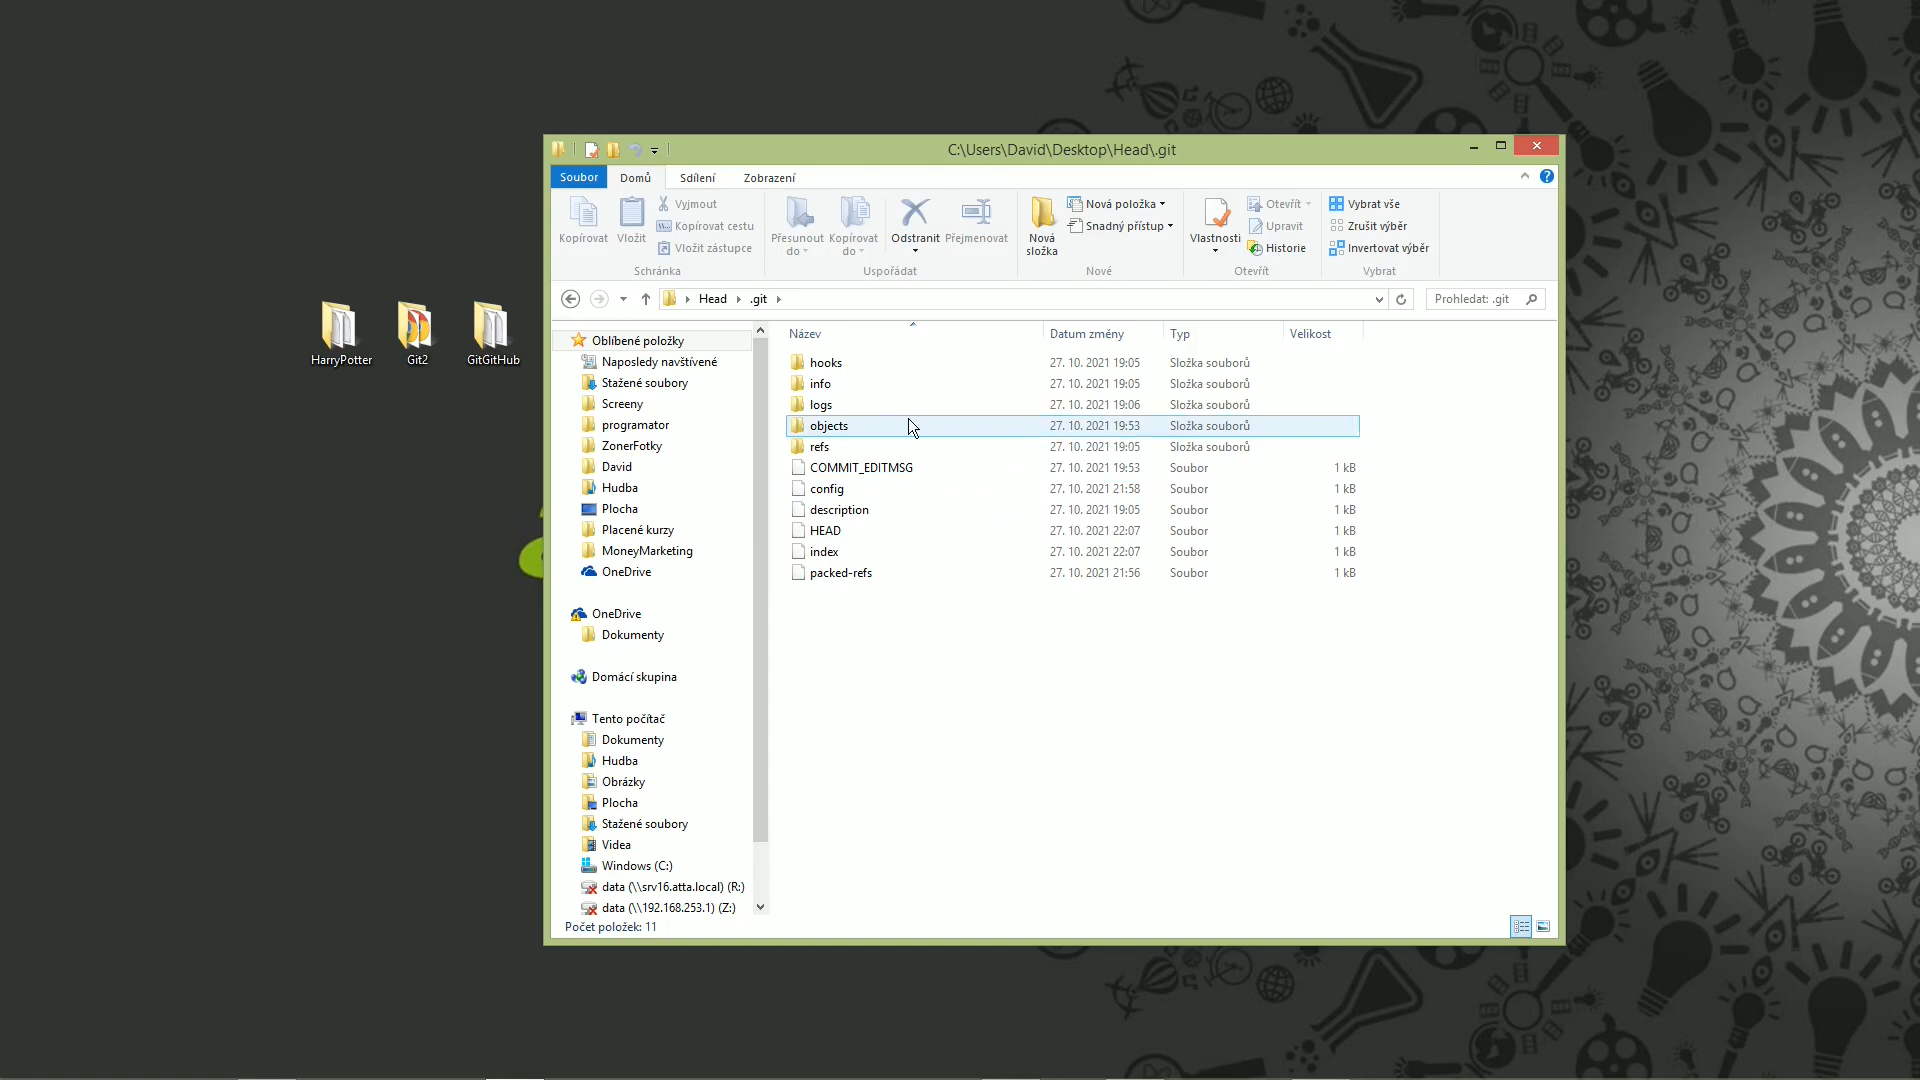 C:\Users\David\Desktop\Head\.git
Soubor Domů Sdílení Zobrazení
Kopírovat
Vložit
Vyjmout
Kopírovat cestu
Vložit zástupce
Schránka
Přesunout do
Kopírovat do
Odstranit
Přejmenovat
Uspořádat
Nová složka
Nová položka
Snadný přístup
Nové
Vlastnosti
Otevřít
Upravit
Historie
Otevřít
Vybrat vše
Zrušit výběr
Invertovat výběr
Vybrat
Head .git
Prohledat: .git
HarryPotter
Git2
GitGitHub
Oblíbené položky
Naposledy navštívené
Stažené soubory
Screeny
programator
ZonerFotky
David
Hudba
Plocha
Placené kurzy
MoneyMarketing
OneDrive
OneDrive
Dokumenty
Domácí skupina
Tento počítač
Dokumenty
Hudba
Obrázky
Plocha
Stažené soubory
Videa
Windows (C:)
data (\\srv16.atta.local) (R:)
data (\\192.168.253.1) (Z:)
Název Datum změny Typ Velikost
hooks 27. 10. 2021 19:05 Složka souborů
info 27. 10. 2021 19:05 Složka souborů
logs 27. 10. 2021 19:06 Složka souborů
objects 27. 10. 2021 19:53 Složka souborů
refs 27. 10. 2021 19:05 Složka souborů
COMMIT_EDITMSG 27. 10. 2021 19:53 Soubor 1 kB
config 27. 10. 2021 21:58 Soubor 1 kB
description 27. 10. 2021 19:05 Soubor 1 kB
HEAD 27. 10. 2021 22:07 Soubor 1 kB
index 27. 10. 2021 22:07 Soubor 1 kB
packed-refs 27. 10. 2021 21:56 Soubor 1 kB
Počet položek: 11